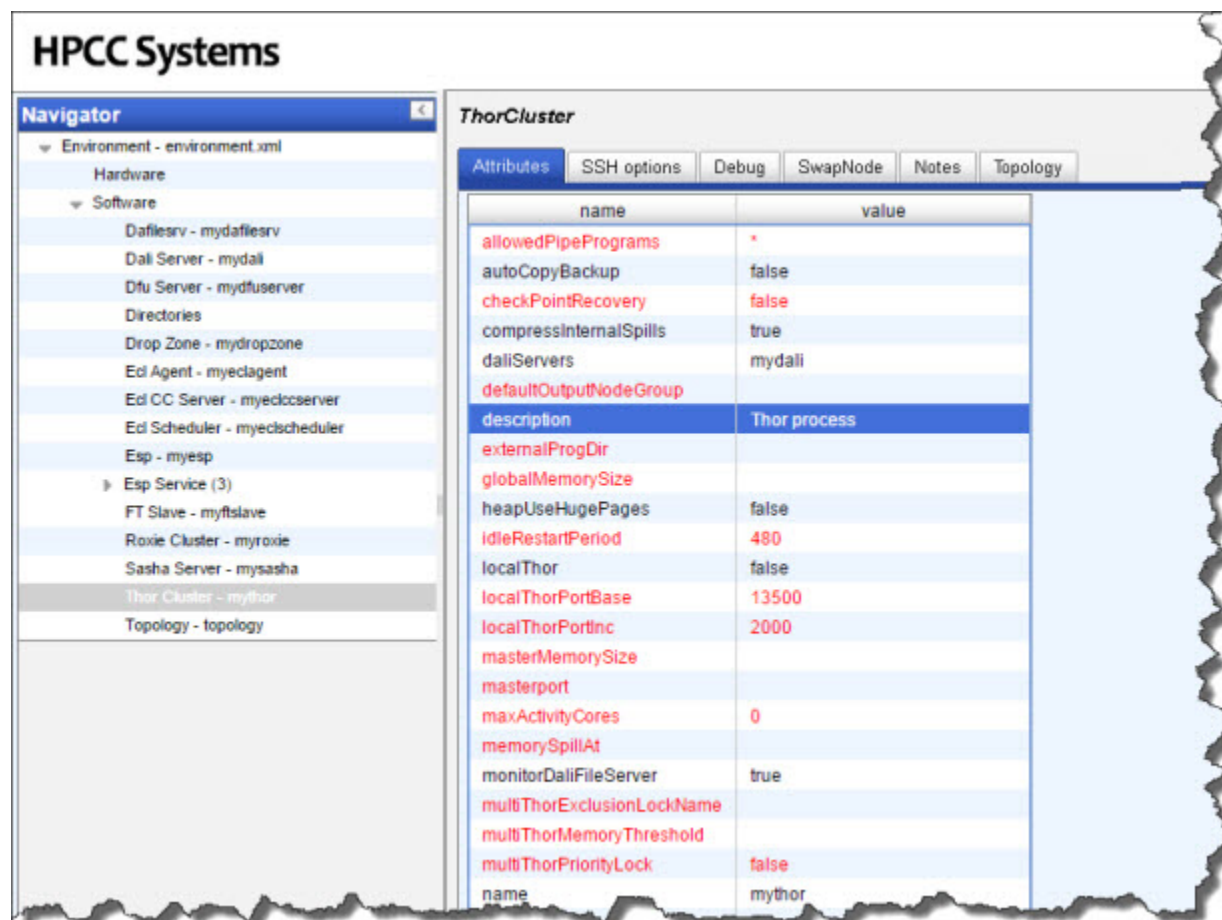 HPCC Systems
Navigator
Environment - environment.xml
Hardware
Software
Dafilesrv - mydafilesrv
Dali Server - mydali
Dfu Server - mydfuserver
Directories
Drop Zone - mydropzone
Ecl Agent - myeclagent
Ecl CC Server - myeclccserver
Ecl Scheduler - myeclscheduler
Esp - myesp
Esp Service (3)
FT Slave - myftslave
Roxie Cluster - myroxie
Sasha Server - mysasha
Thor Cluster - mythor
Topology - topology
ThorCluster
Attributes SSH options Debug SwapNode Notes Topology
name value
allowedPipePrograms *
autoCopyBackup false
checkPointRecovery false
compressInternalSpills true
daliServers mydali
defaultOutputNodeGroup
description Thor process
externalProgDir
globalMemorySize
heapUseHugePages false
idleRestartPeriod 480
localThor false
localThorPortBase 13500
localThorPortInc 2000
masterMemorySize
masterport
maxActivityCores 0
memorySpillAt
monitorDaliFileServer true
multiThorExclusionLockName
multiThorMemoryThreshold
multiThorPriorityLock false
name mythor